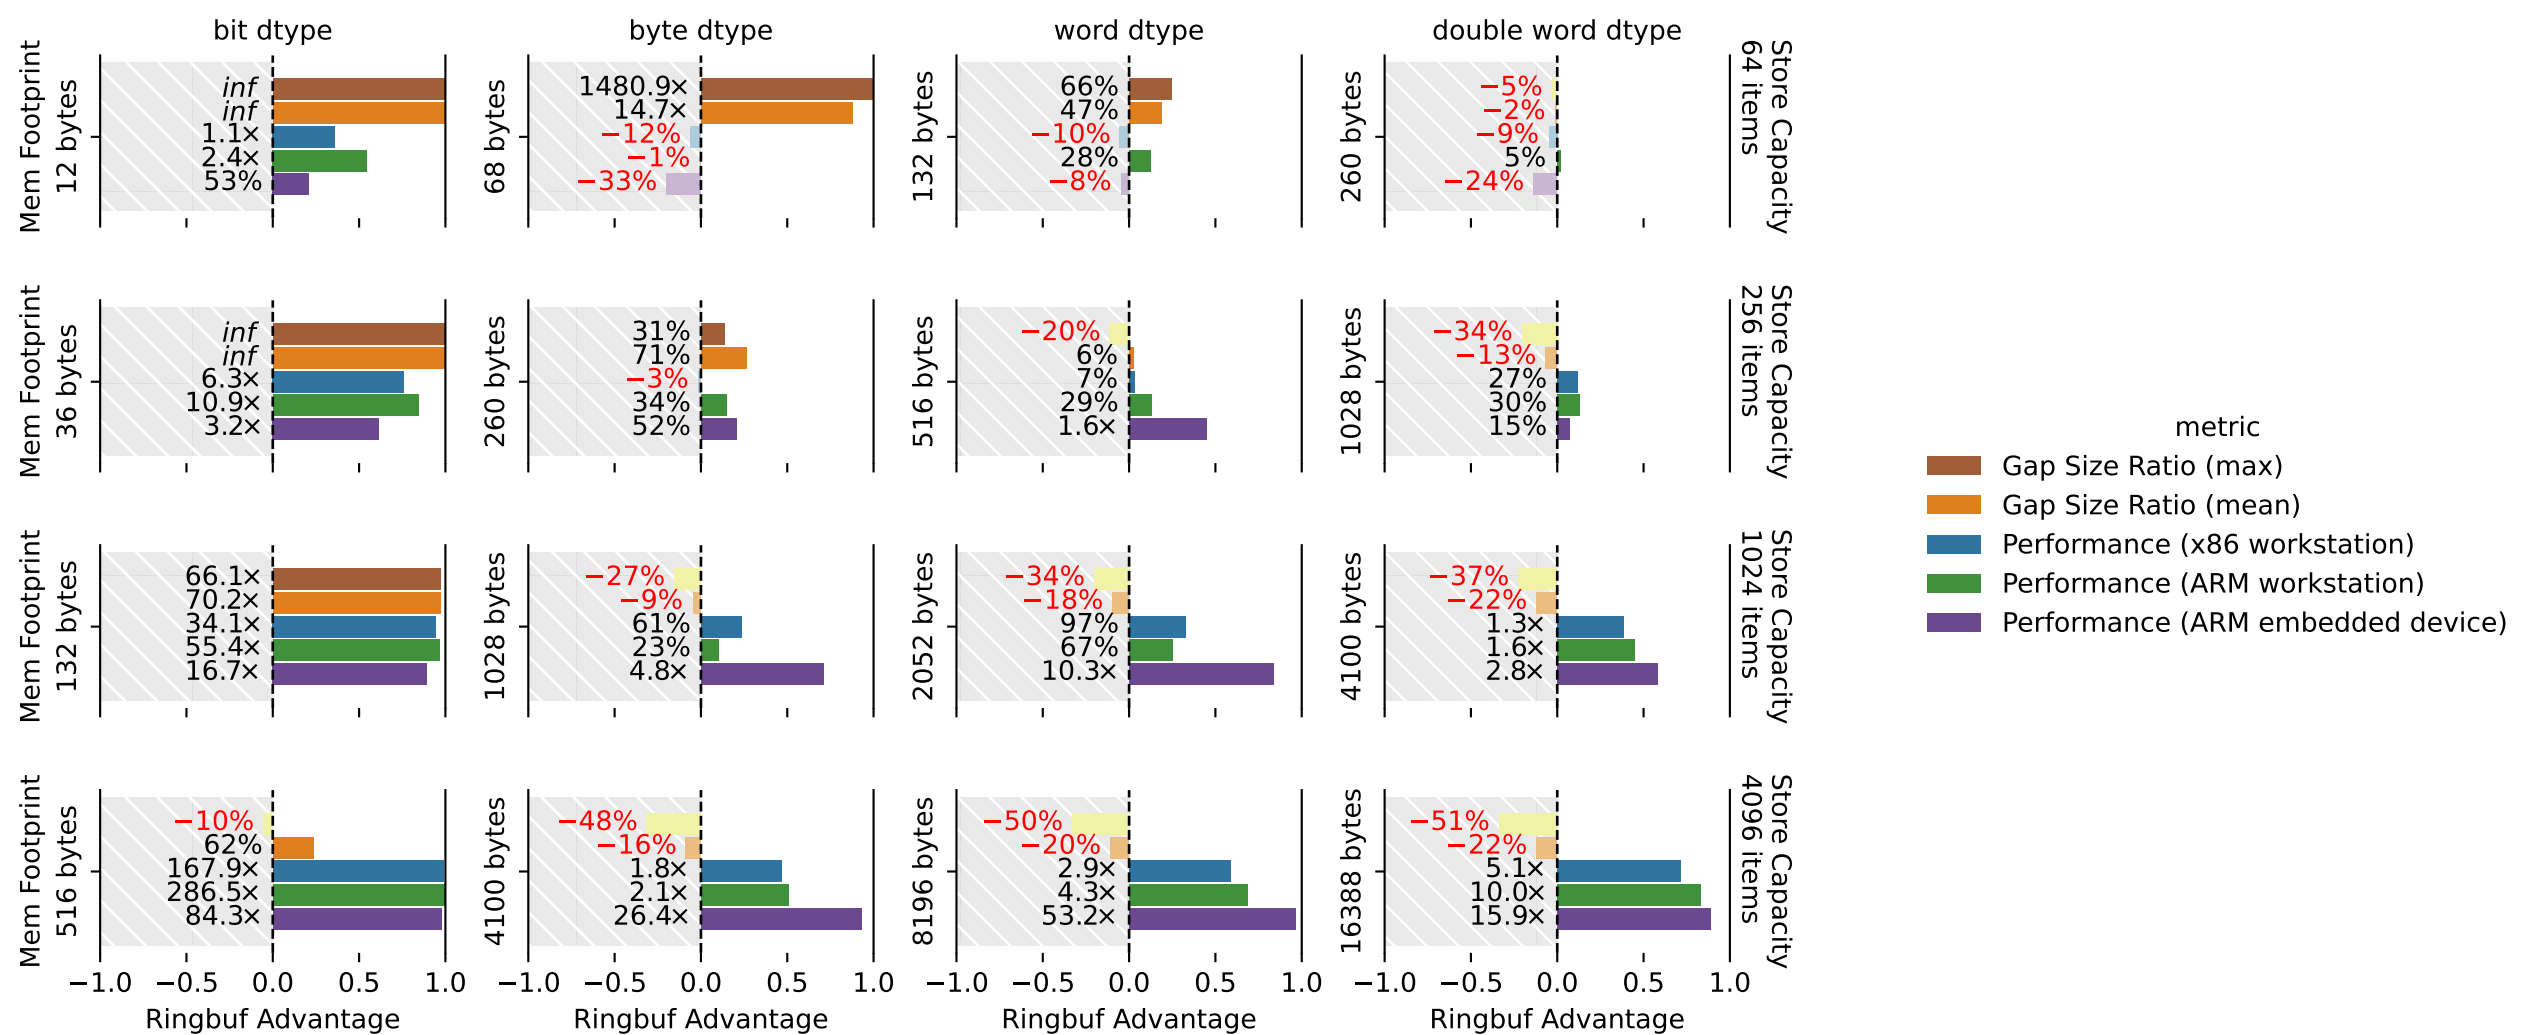 bit dtype
byte dtype
word dtype
double word dtype
Mem Footprint
12 bytes
inf
inf
1.1×
2.4×
53%
68 bytes
1480.9×
14.7×
−12%
−1%
−33%
132 bytes
66%
47%
−10%
28%
−8%
260 bytes
−5%
−2%
−9%
5%
−24%
Store Capacity
64 items
Mem Footprint
36 bytes
inf
inf
6.3×
10.9×
3.2×
260 bytes
31%
71%
−3%
34%
52%
516 bytes
−20%
6%
7%
29%
1.6×
1028 bytes
−34%
−13%
27%
30%
15%
Store Capacity
256 items
Mem Footprint
132 bytes
66.1×
70.2×
34.1×
55.4×
16.7×
1028 bytes
−27%
−9%
61%
23%
4.8×
2052 bytes
−34%
−18%
97%
67%
10.3×
4100 bytes
−37%
−22%
1.3×
1.6×
2.8×
Store Capacity
1024 items
Mem Footprint
516 bytes
−10%
62%
167.9×
286.5×
84.3×
4100 bytes
−48%
−16%
1.8×
2.1×
26.4×
8196 bytes
−50%
−20%
2.9×
4.3×
53.2×
16388 bytes
−51%
−22%
5.1×
10.0×
15.9×
Store Capacity
4096 items
−1.0 −0.5 0.0 0.5 1.0
−1.0 −0.5 0.0 0.5 1.0
−1.0 −0.5 0.0 0.5 1.0
−1.0 −0.5 0.0 0.5 1.0
Ringbuf Advantage
Ringbuf Advantage
Ringbuf Advantage
Ringbuf Advantage
metric
Gap Size Ratio (max)
Gap Size Ratio (mean)
Performance (x86 workstation)
Performance (ARM workstation)
Performance (ARM embedded device)